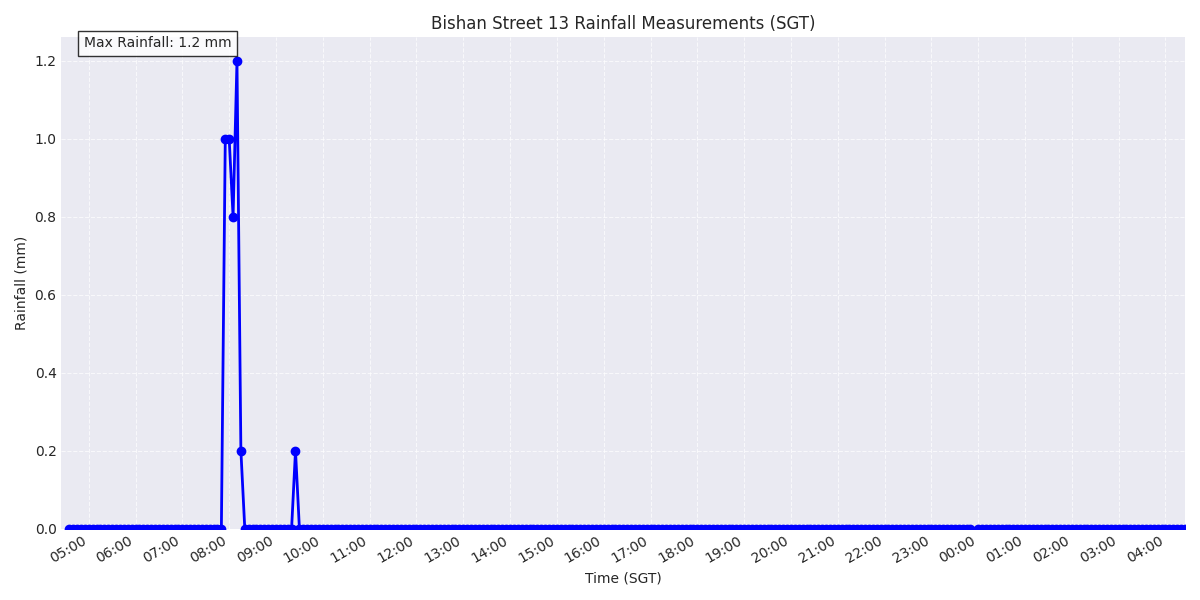 Bishan Street 13 Rainfall Measurements (SGT)
Max Rainfall: 1.2 mm
1.2
1.0
0.8
0.6
0.4
0.2
0.0
Rainfall (mm)
05:00 06:00 07:00 08:00 09:00 10:00 11:00 12:00 13:00 14:00 15:00 16:00 17:00 18:00 19:00 20:00 21:00 22:00 23:00 00:00 01:00 02:00 03:00 04:00
Time (SGT)